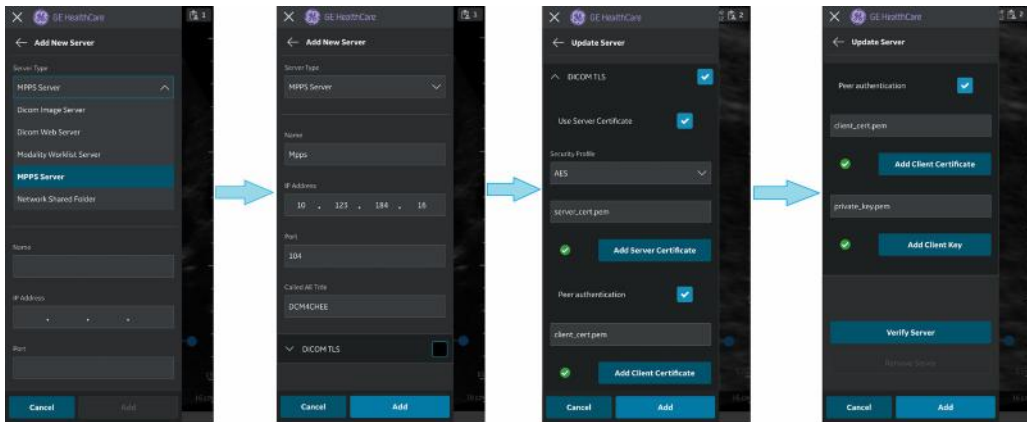 GE HealthCare
1
Add New Server
Server Type
MPPS Server
Dicom Image Server
Dicom Web Server
Modality Worklist Server
MPPS Server
Network Shared Folder
Name
IP Address
. . .
Port
Cancel
Add
GE HealthCare
Add New Server
Server Type
MPPS Server
Name
Mpps
IP Address
10 . 123 . 184 . 16
Port
104
Called AE Title
DCM4CHEE
DICOM TLS
Cancel
Add
GE HealthCare
2
Update Server
DICOM TLS
Use Server Certificate
Security Profile
AES
server_cert.pem
Add Server Certificate
Peer authentication
client_cert.pem
Add Client Certificate
Cancel
Add
GE HealthCare
2
Update Server
Peer authentication
client_cert.pem
Add Client Certificate
private_key.pem
Add Client Key
Verify Server
Remove Server
Cancel
Add